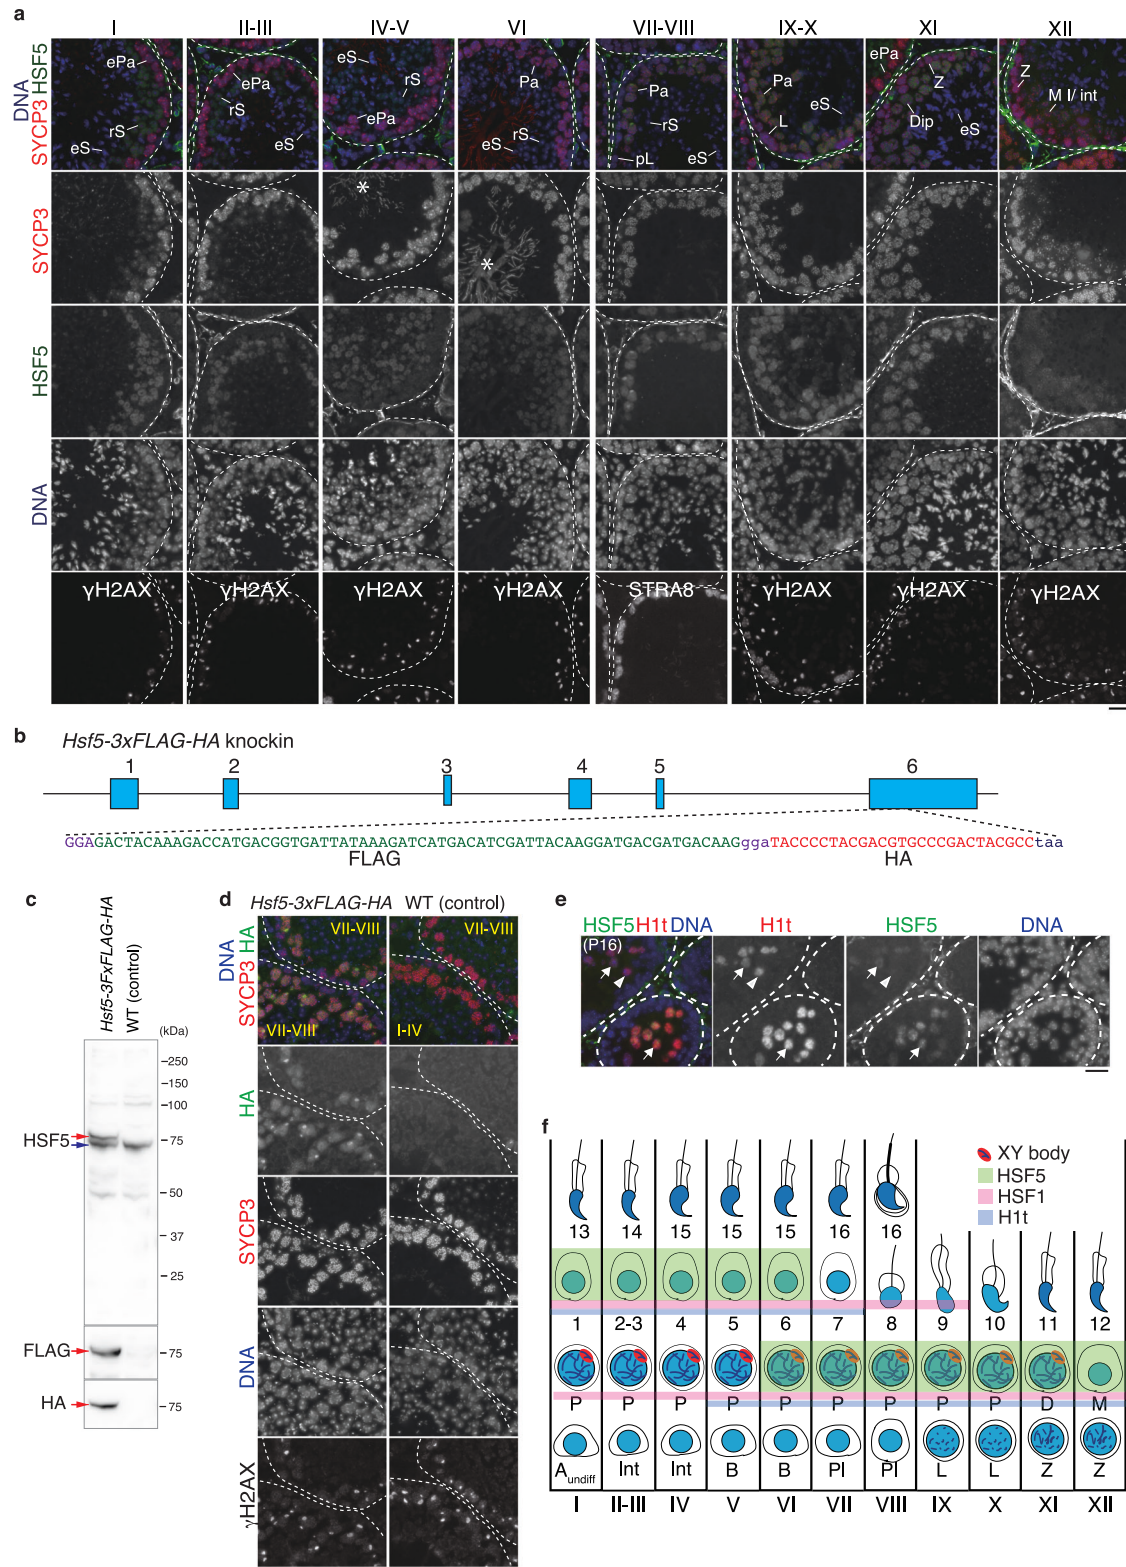 a
I II-III IV-V VI VII-VIII IX-X XI XII
DNA
SYCP3 HSF5
ePa
rS
eS
ePa
rS
eS
eS
rS
ePa
Pa
rS
eS
Pa
rS
pL
eS
Pa
eS
L
ePa
Z
Dip
eS
Z
M I/ int
SYCP3
*
*
HSF5
DNA
γH2AX γH2AX γH2AX γH2AX STRA8 γH2AX γH2AX γH2AX
b
Hsf5-3xFLAG-HA knockin
1 2 3 4 5 6
GGAGACTACAAAGACCATGACGGTGATTATAAAGATCATGACATCGATTACAAGGATGACGATGACAAGggaTACCCCTACGACGTGCCCGACTACGCCtaa
FLAG HA
c
Hsf5-3FxFLAG-HA
WT (control)
(kDa)
250
150
100
75
50
37
25
HSF5
FLAG
75
HA
75
d
Hsf5-3xFLAG-HA WT (control)
DNA
SYCP3 HA
VII-VIII
VII-VIII
VII-VIII
I-IV
HA
SYCP3
DNA
γH2AX
e
HSF5 H1t DNA H1t HSF5 DNA
(P16)
f
XY body
HSF5
HSF1
H1t
13 14 15 15 15 16 16
1 2-3 4 5 6 7 8 9 10 11 12
P P P P P P P P P D M
Aundiff Int Int B B Pl Pl L L Z Z
I II-III IV V VI VII VIII IX X XI XII